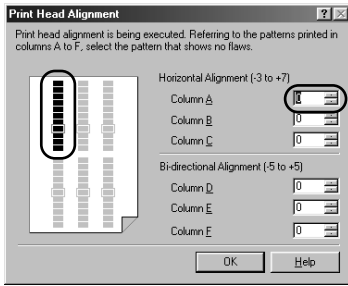 Print Head Alignment
Print head alignment is being executed. Referring to the patterns printed in
columns A to F, select the pattern that shows no flaws.
Horizontal Alignment (-3 to +7)
Column A 0
Column B 0
Column C 0
Bi-directional Alignment (-5 to +5)
Column D 0
Column E 0
Column F 0
OK Help